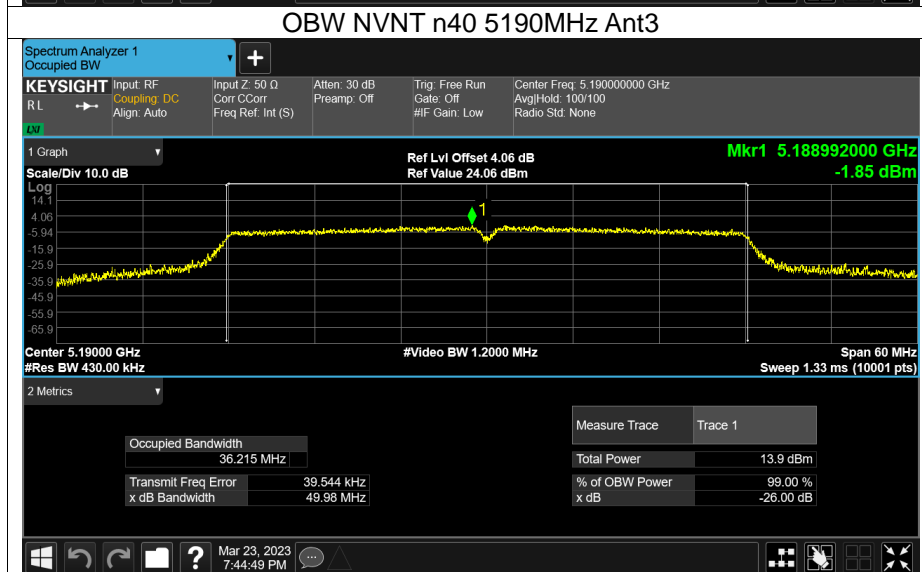 OBW NVNT n40 5190MHz Ant3
Spectrum Analyzer 1
Occupied BW
+
KEYSIGHT
R L
LXI
Input: RF
Coupling: DC
Align: Auto
Input Z: 50 Ω
Corr CCorr
Freq Ref: Int (S)
Atten: 30 dB
Preamp: Off
Trig: Free Run
Gate: Off
#IF Gain: Low
Center Freq: 5.190000000 GHz
Avg|Hold: 100/100
Radio Std: None
1 Graph
Scale/Div 10.0 dB
Ref Lvl Offset 4.06 dB
Ref Value 24.06 dBm
Mkr1 5.188992000 GHz
-1.85 dBm
Log
14.1
4.06
-5.94
-15.9
-25.9
-35.9
-45.9
-55.9
-65.9
1
Center 5.19000 GHz
#Res BW 430.00 kHz
#Video BW 1.2000 MHz
Span 60 MHz
Sweep 1.33 ms (10001 pts)
2 Metrics
Measure Trace Trace 1
Occupied Bandwidth
36.215 MHz
Total Power 13.9 dBm
Transmit Freq Error 39.544 kHz
% of OBW Power 99.00 %
x dB Bandwidth 49.98 MHz
x dB -26.00 dB
?
Mar 23, 2023
7:44:49 PM